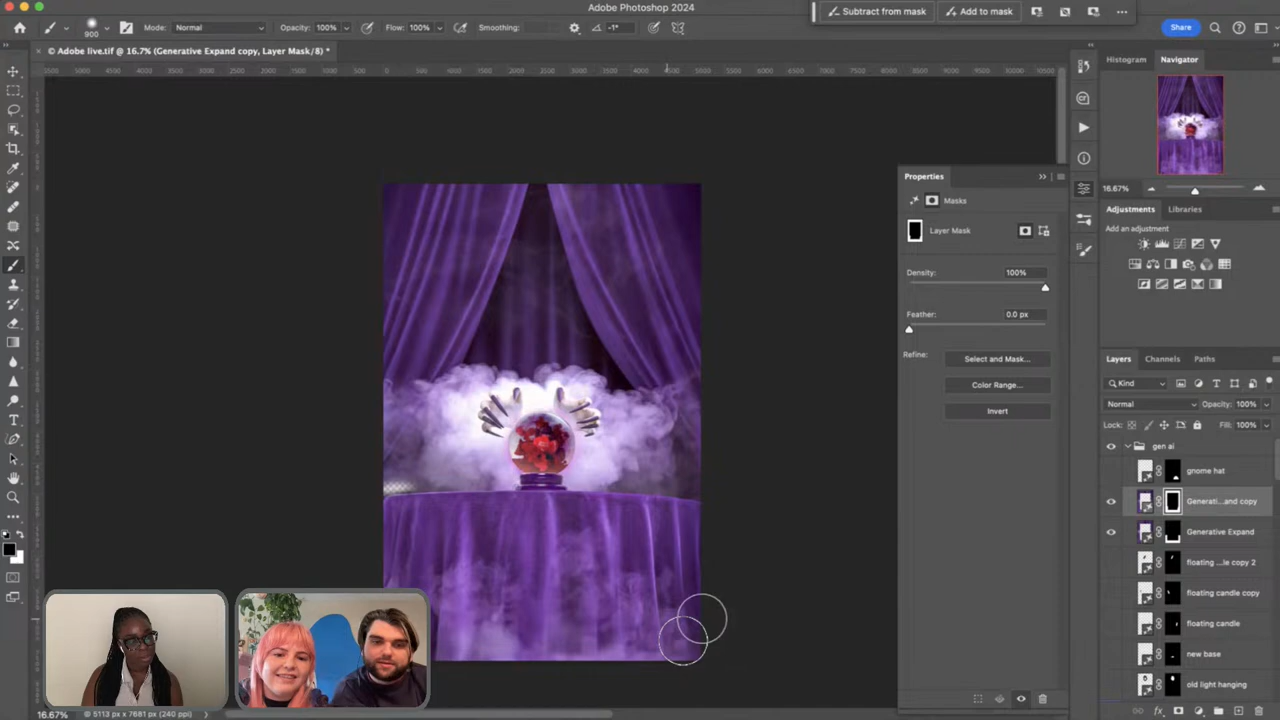 Adobe Photoshop 2024
Subtract from mask
Add to mask
900
Mode: Normal
Opacity: 100%
Flow: 100%
Smoothing:
-1°
Share
© Adobe live.tif @ 16.7% (Generative Expand copy, Layer Mask/8) *
Histogram
Navigator
16.67%
Properties
Masks
Layer Mask
Density:
100%
Feather:
0.0 px
Refine:
Select and Mask...
Color Range...
Invert
Adjustments
Libraries
Add an adjustment
Layers
Channels
Paths
Kind
Normal
Opacity: 100%
Lock:
Fill: 100%
gen ai
gnome hat
Generati...and copy
Generative Expand
floating ...le copy 2
floating candle copy
floating candle
new base
old light hanging
16.67%
5113 px x 7681 px (240 ppi)